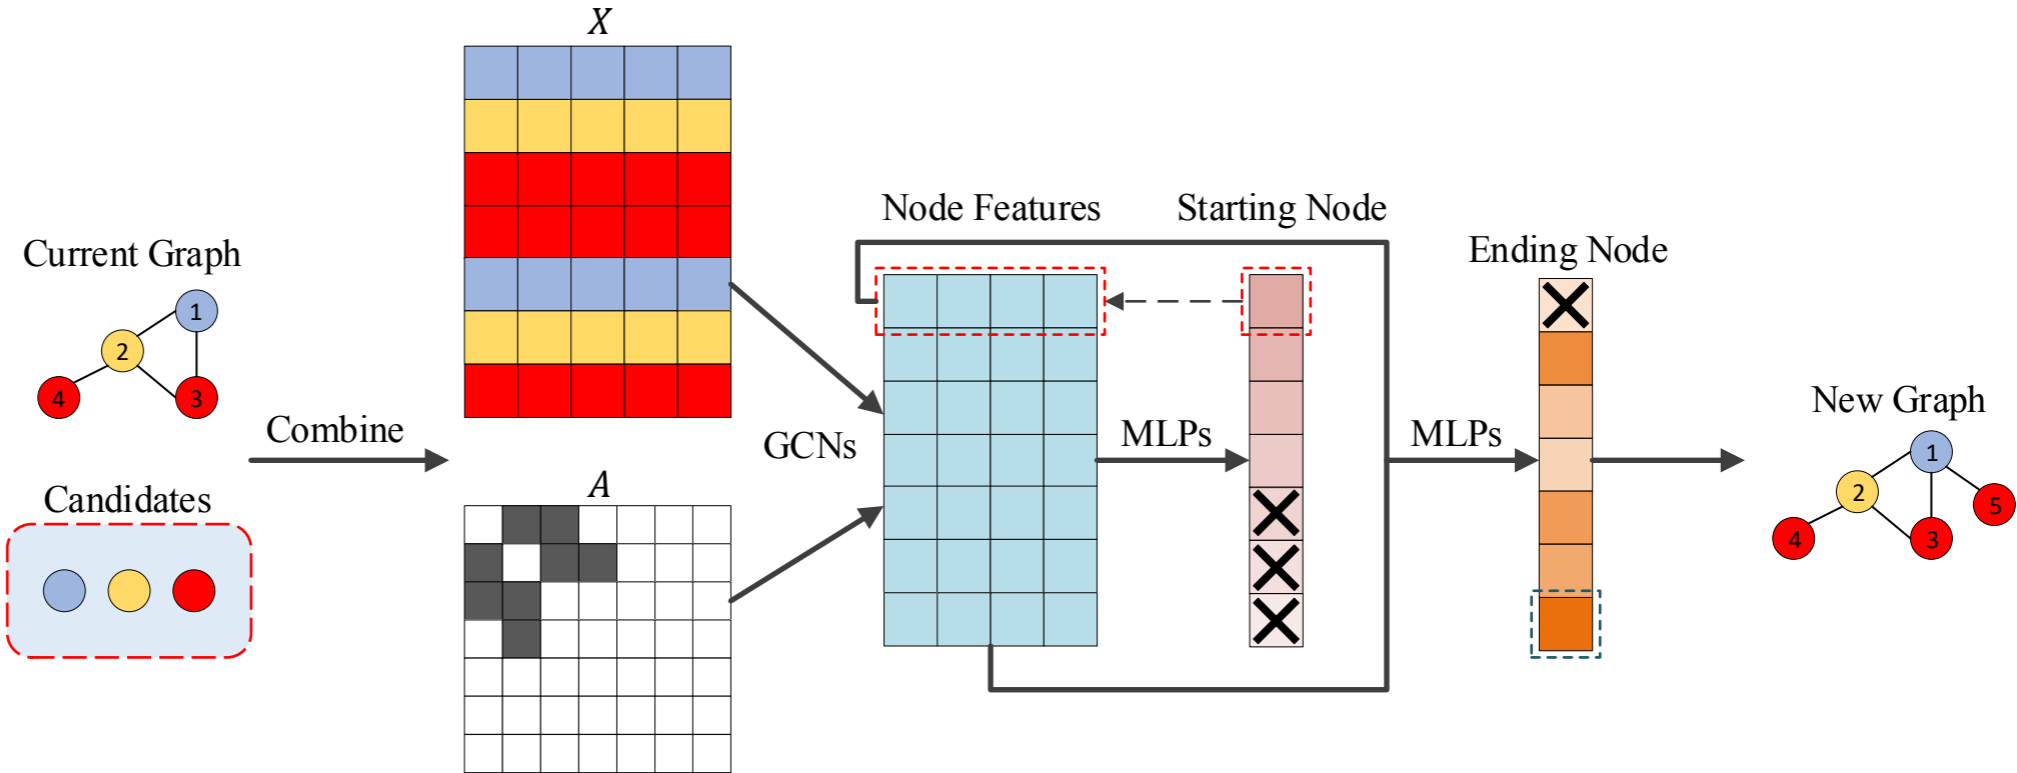 Current Graph
1
2
4
3
Candidates
Combine
X
A
GCNs
Node Features
MLPs
Starting Node
MLPs
Ending Node
New Graph
1
2
5
4
3